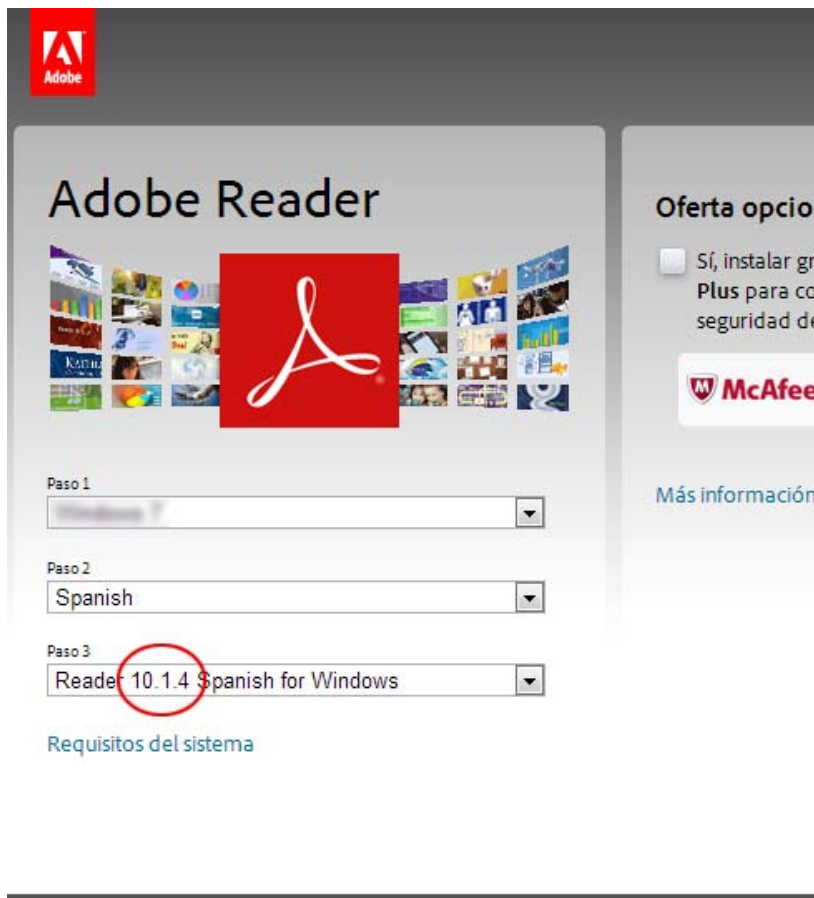 Adobe
Adobe Reader
Paso 1
Paso 2
Spanish
Paso 3
Reader 10.1.4 Spanish for Windows
Requisitos del sistema
Oferta opcio
Sí, instalar gr
Plus para co
seguridad de
McAfee
Más información